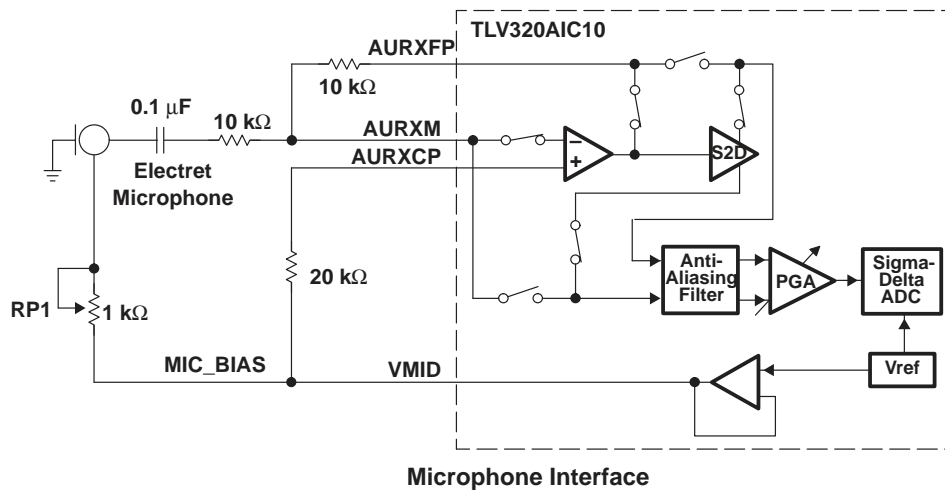 TLV320AIC10
AURXFP
10 kΩ
0.1 μF
10 kΩ
AURXM
AURXCP
−
+
S2D
Electret
Microphone
20 kΩ
Anti-
Aliasing
Filter
PGA
Sigma-
Delta
ADC
RP1
1 kΩ
MIC_BIAS
VMID
Vref
Microphone Interface